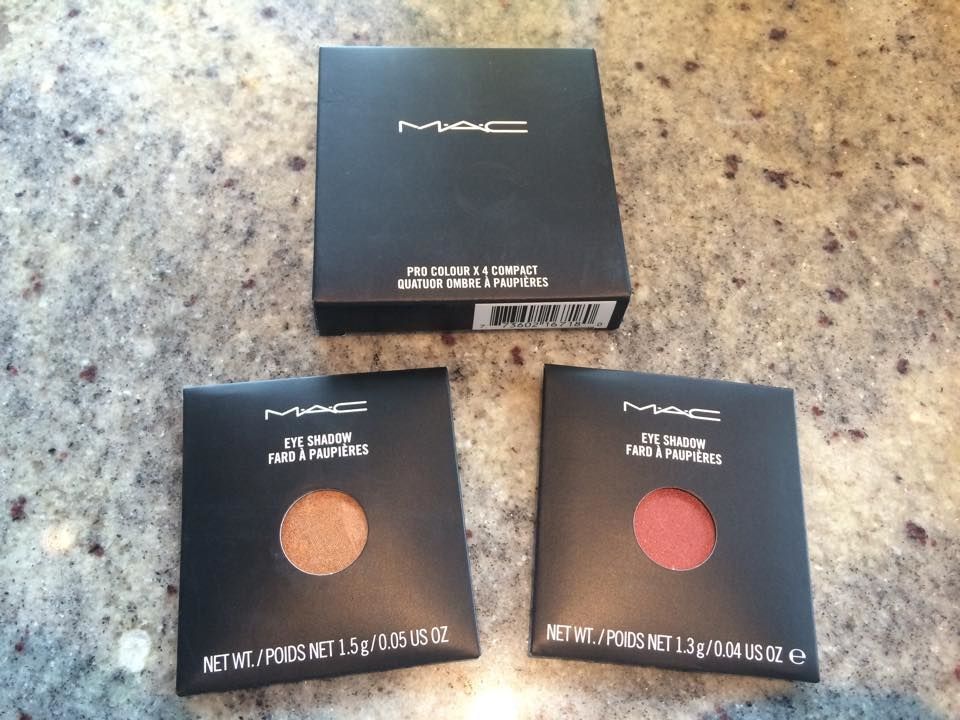 M·A·C
PRO COLOUR X 4 COMPACT
QUATUOR OMBRE À PAUPIÈRES
M·A·C
EYE SHADOW
FARD À PAUPIÈRES
NET WT./POIDS NET 1.5 g/0.05 US OZ
M·A·C
EYE SHADOW
FARD À PAUPIÈRES
NET WT./POIDS NET 1.3 g/0.04 US OZ ℮